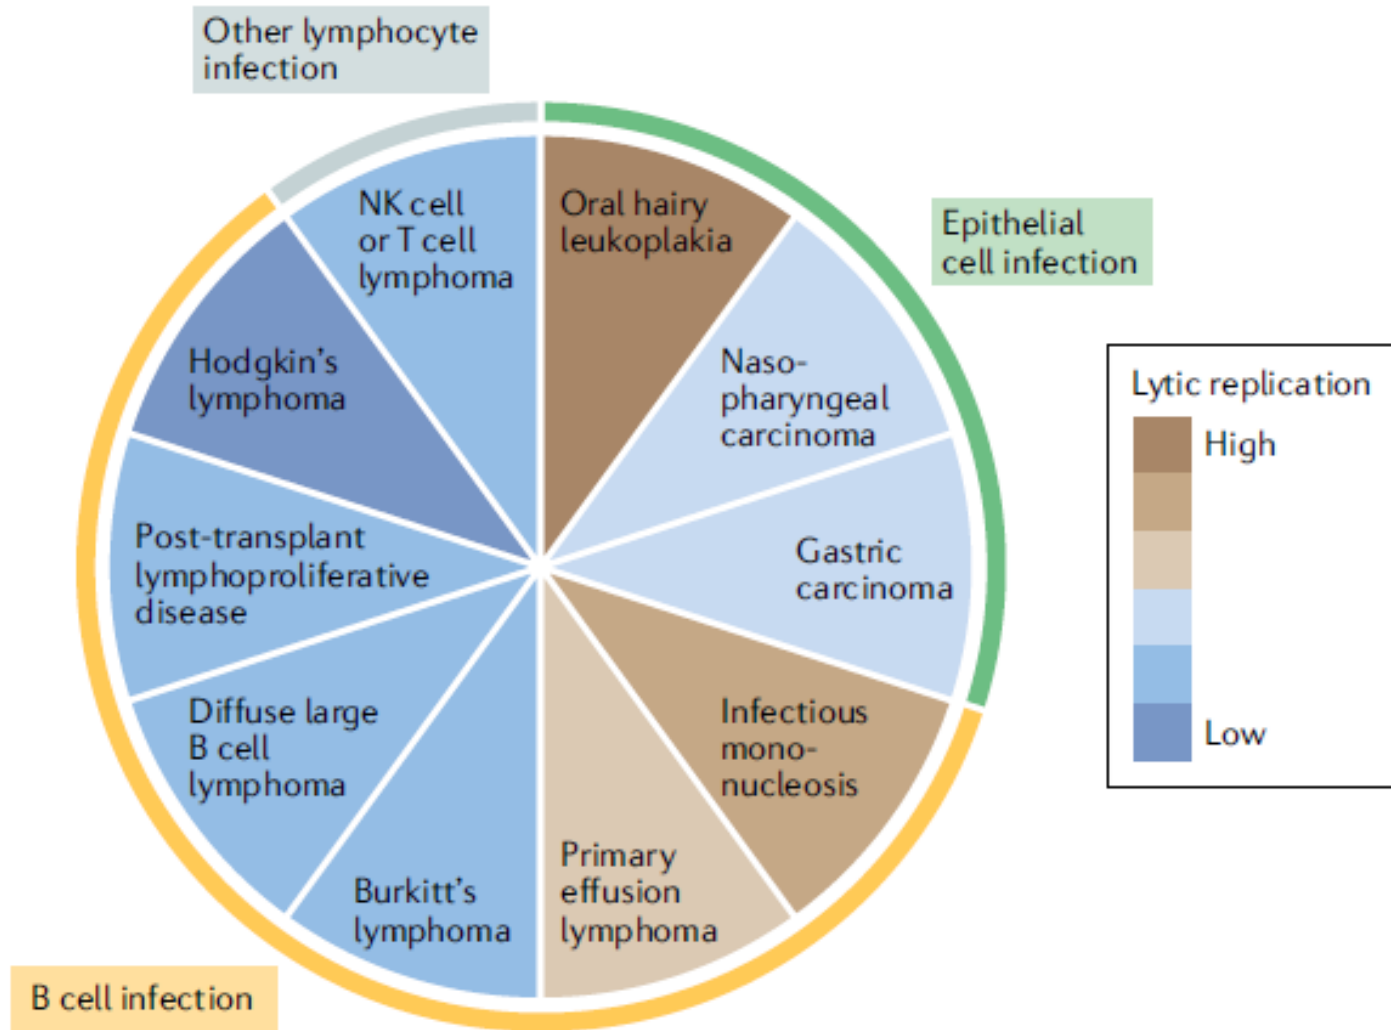 Other lymphocyte
infection
NK cell
or T cell
lymphoma
Oral hairy
leukoplakia
Epithelial
cell infection
Hodgkin's
lymphoma
Naso-
pharyngeal
carcinoma
Lytic replication
High
Low
Post-transplant
lymphoproliferative
disease
Gastric
carcinoma
Diffuse large
B cell
lymphoma
Infectious
mono-
nucleosis
Burkitt's
lymphoma
Primary
effusion
lymphoma
B cell infection